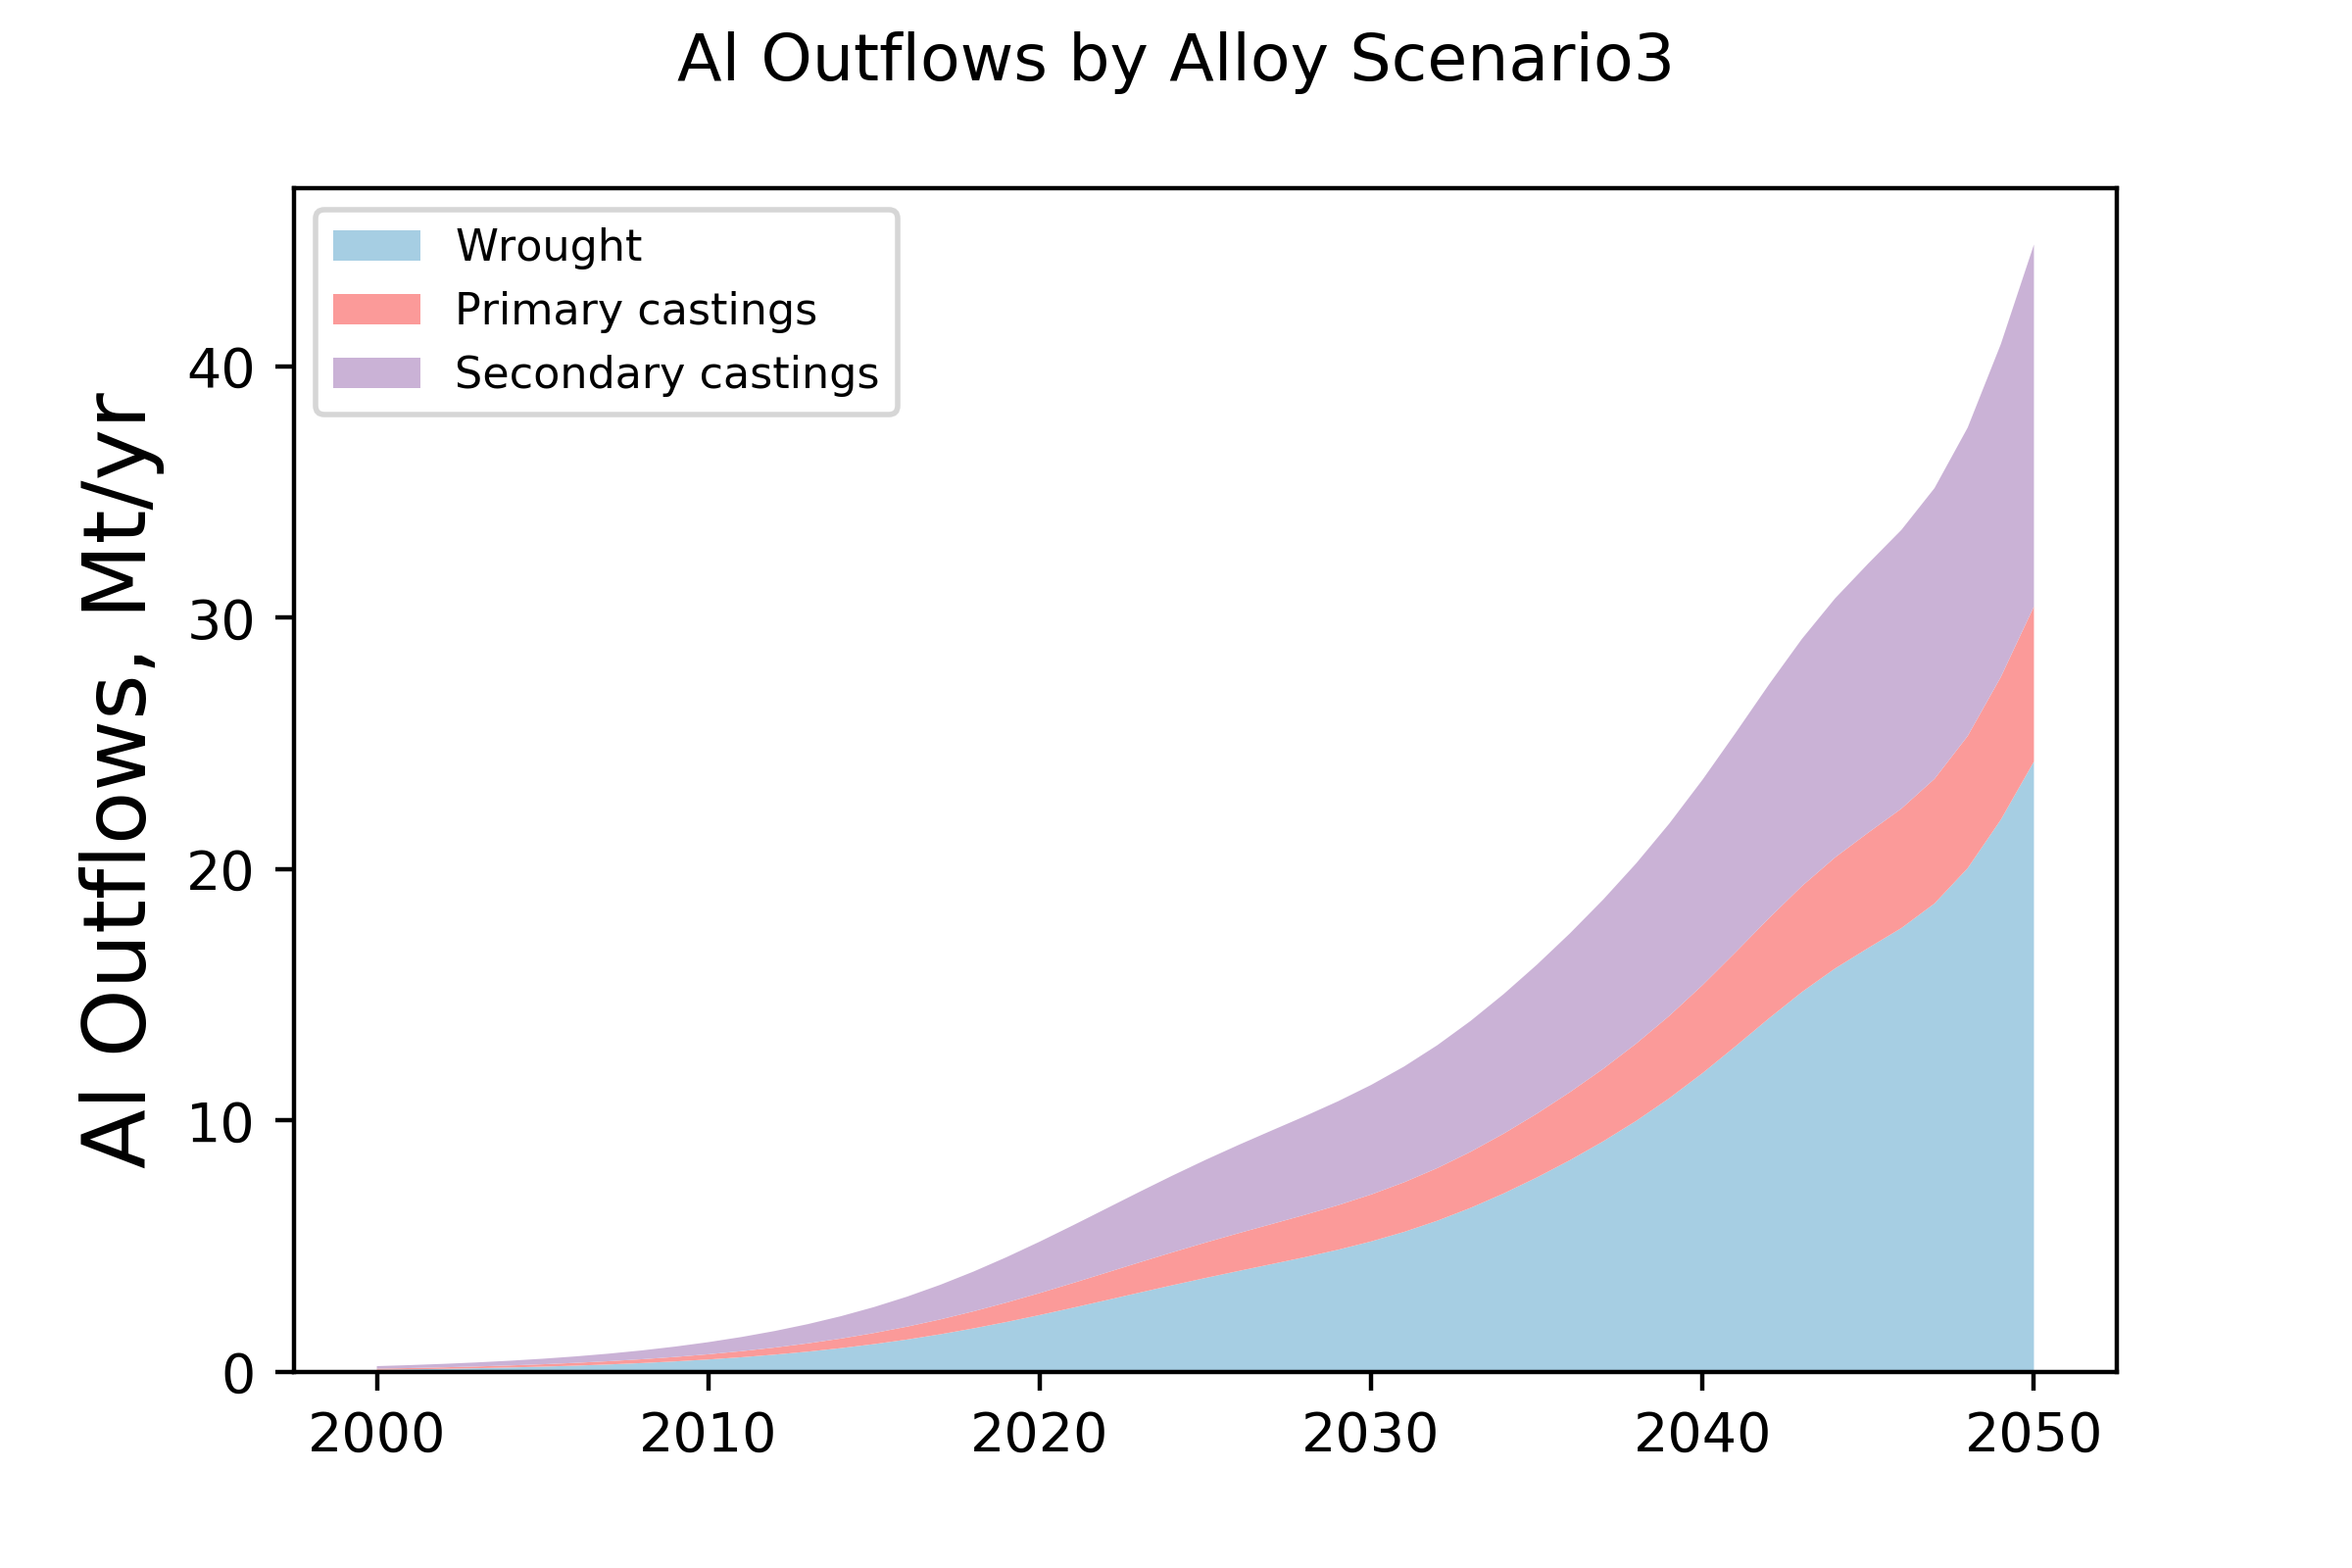 Al Outflows by Alloy Scenario3
Wrought
Primary castings
Secondary castings
Al Outflows, Mt/yr
40
30
20
10
0
2000 2010 2020 2030 2040 2050